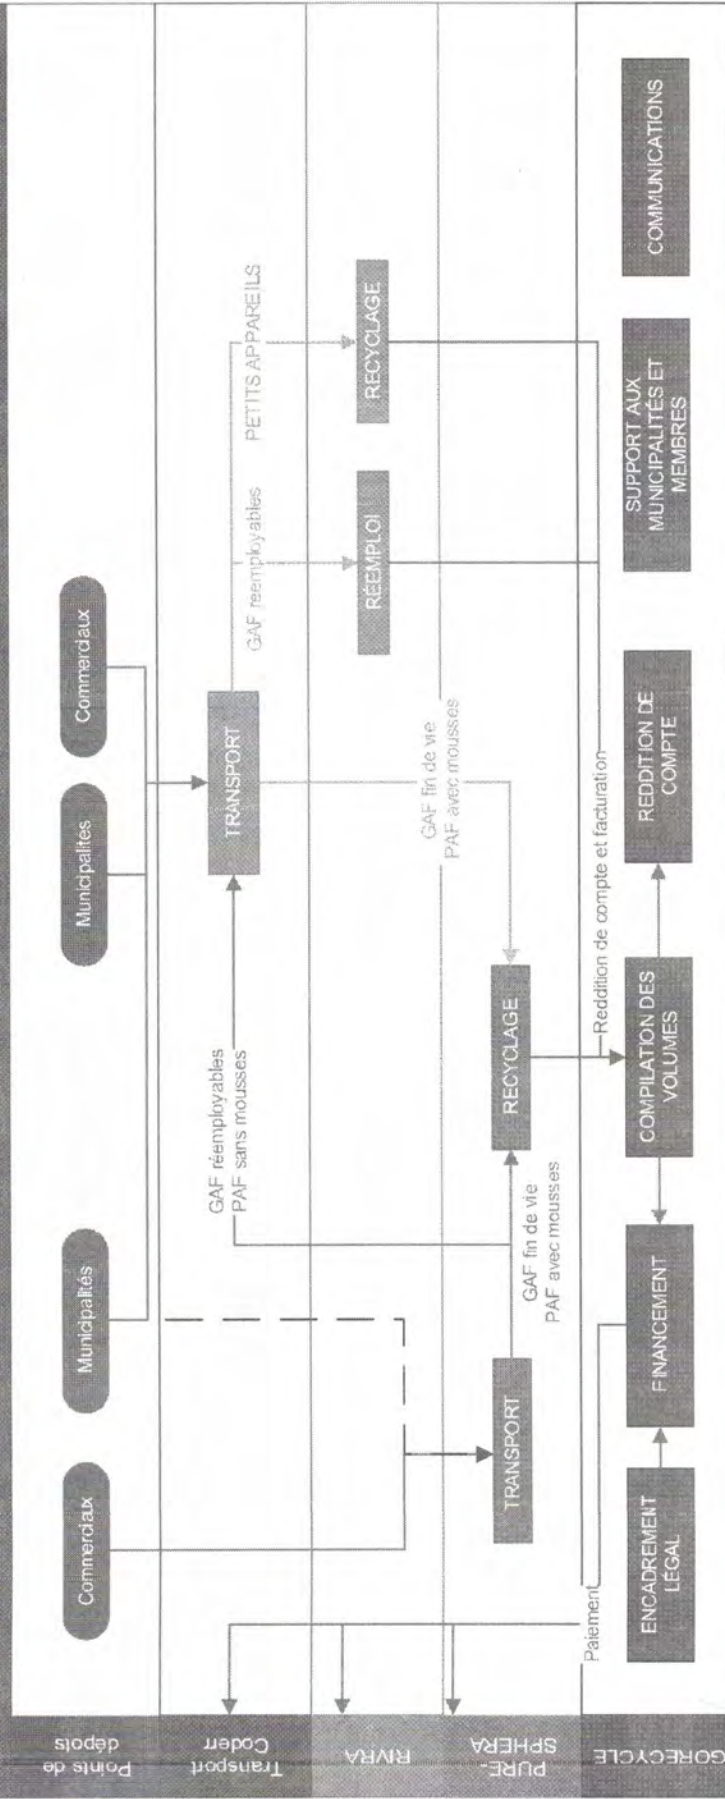 Points de
dépôts
Commerciaux
Municipalités
Municipalités
Commerciaux
Transport
Coderr
GAF réemployables
PAF sans mousses
TRANSPORT
GAF réemployables
PETITS APPAREILS
RIVRA
RÉEMPLOI
RECYCLAGE
GAF fin de vie
PAF avec mousses
PURE-
SPHERA
TRANSPORT
GAF fin de vie
PAF avec mousses
RECYCLAGE
Paiement
Reddition de compte et facturation
GORECYCLE
ENCADREMENT
LÉGAL
FINANCEMENT
COMPILATION DES
VOLUMES
REDDITION DE
COMPTE
SUPPORT AUX
MUNICIPALITÉS ET
MEMBRES
COMMUNICATIONS